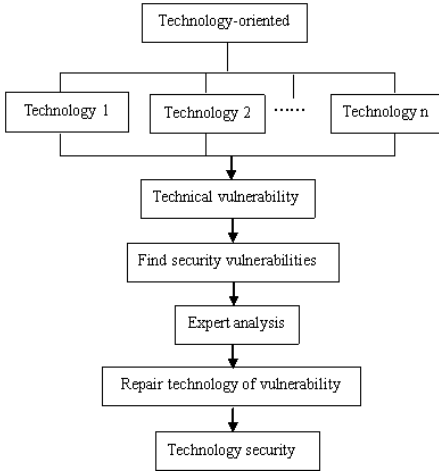 Technology-oriented
Technology 1
Technology 2
......
Technology n
Technical vulnerability
Find security vulnerabilities
Expert analysis
Repair technology of vulnerability
Technology security